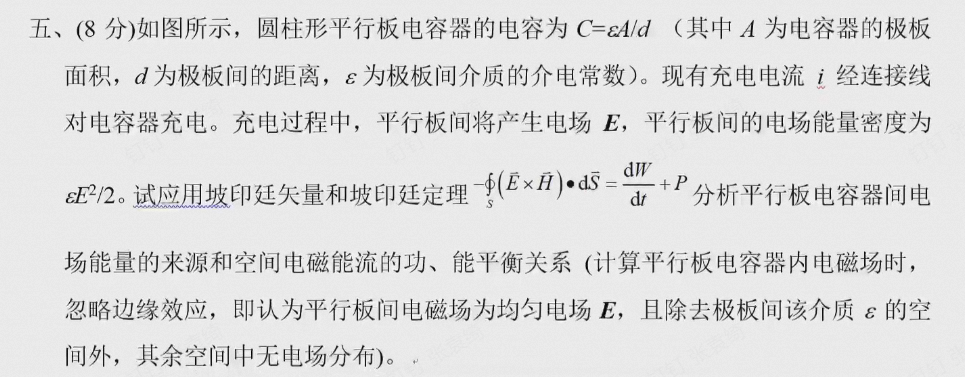 五、(8 分)如图所示，圆柱形平行板电容器的电容为 C=εA/d （其中 A 为电容器的极板
面积，d 为极板间的距离，ε 为极板间介质的介电常数）。现有充电电流 i 经连接线
对电容器充电。充电过程中，平行板间将产生电场 E，平行板间的电场能量密度为
εE²/2。试应用坡印廷矢量和坡印廷定理 -∮_S(E⃗×H⃗)•dS⃗ = dW/dt + P 分析平行板电容器间电
场能量的来源和空间电磁能流的功、能平衡关系 (计算平行板电容器内电磁场时，
忽略边缘效应，即认为平行板间电磁场为均匀电场 E，且除去极板间该介质 ε 的空
间外，其余空间中无电场分布)。